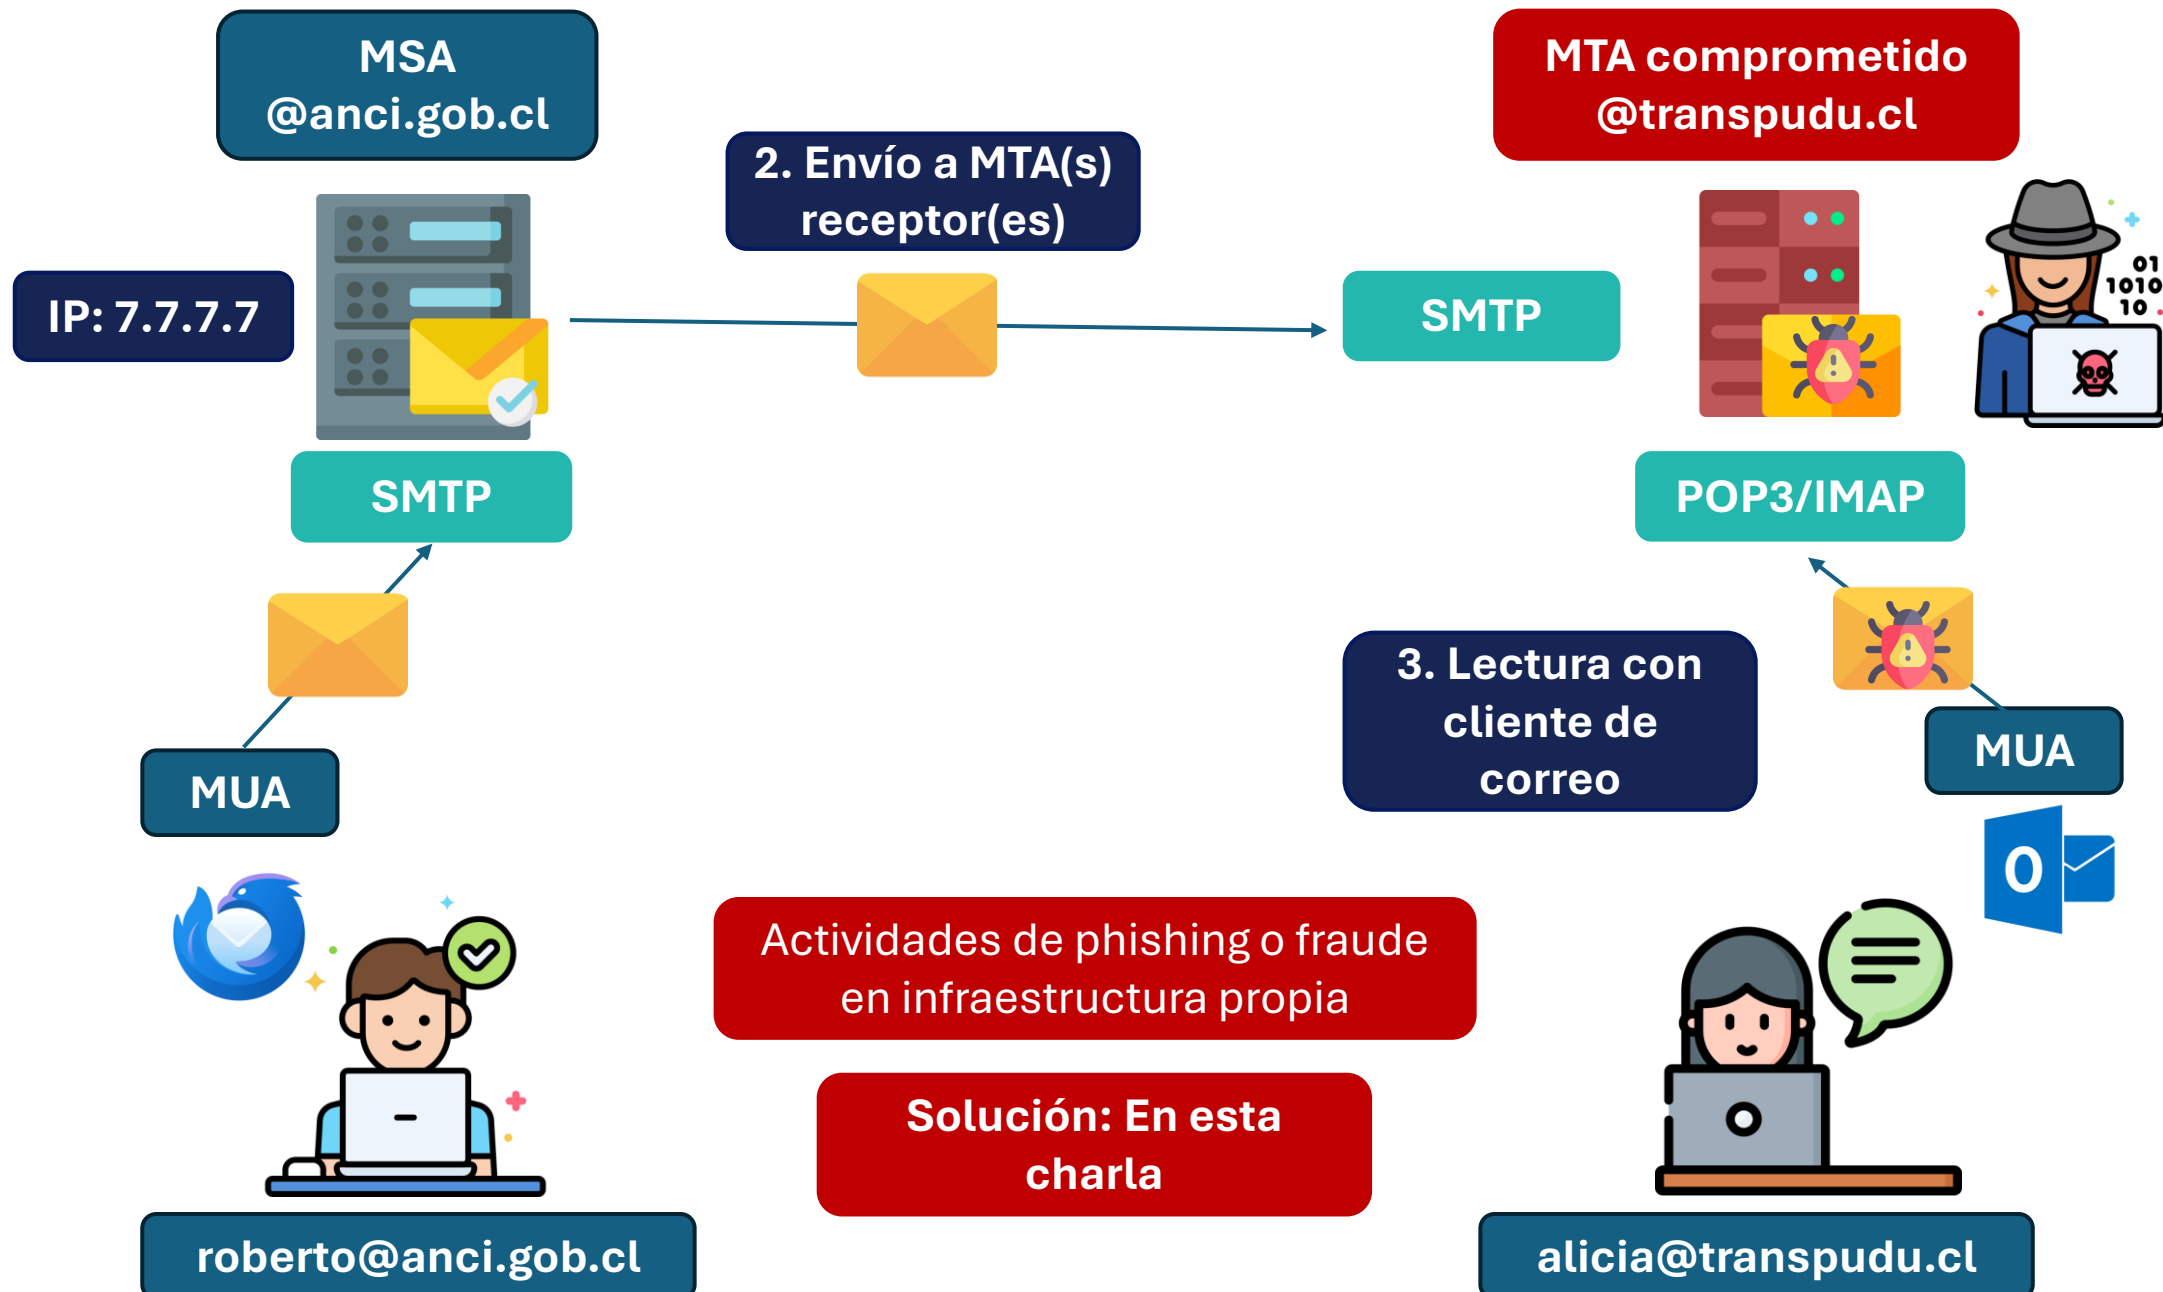 MSA
@anci.gob.cl
MTA comprometido
@transpudu.cl
2. Envío a MTA(s)
receptor(es)
IP: 7.7.7.7
SMTP
01
1010
10
SMTP
POP3/IMAP
3. Lectura con
cliente de
correo
MUA
MUA
O
Actividades de phishing o fraude
en infraestructura propia
Solución: En esta
charla
roberto@anci.gob.cl
alicia@transpudu.cl